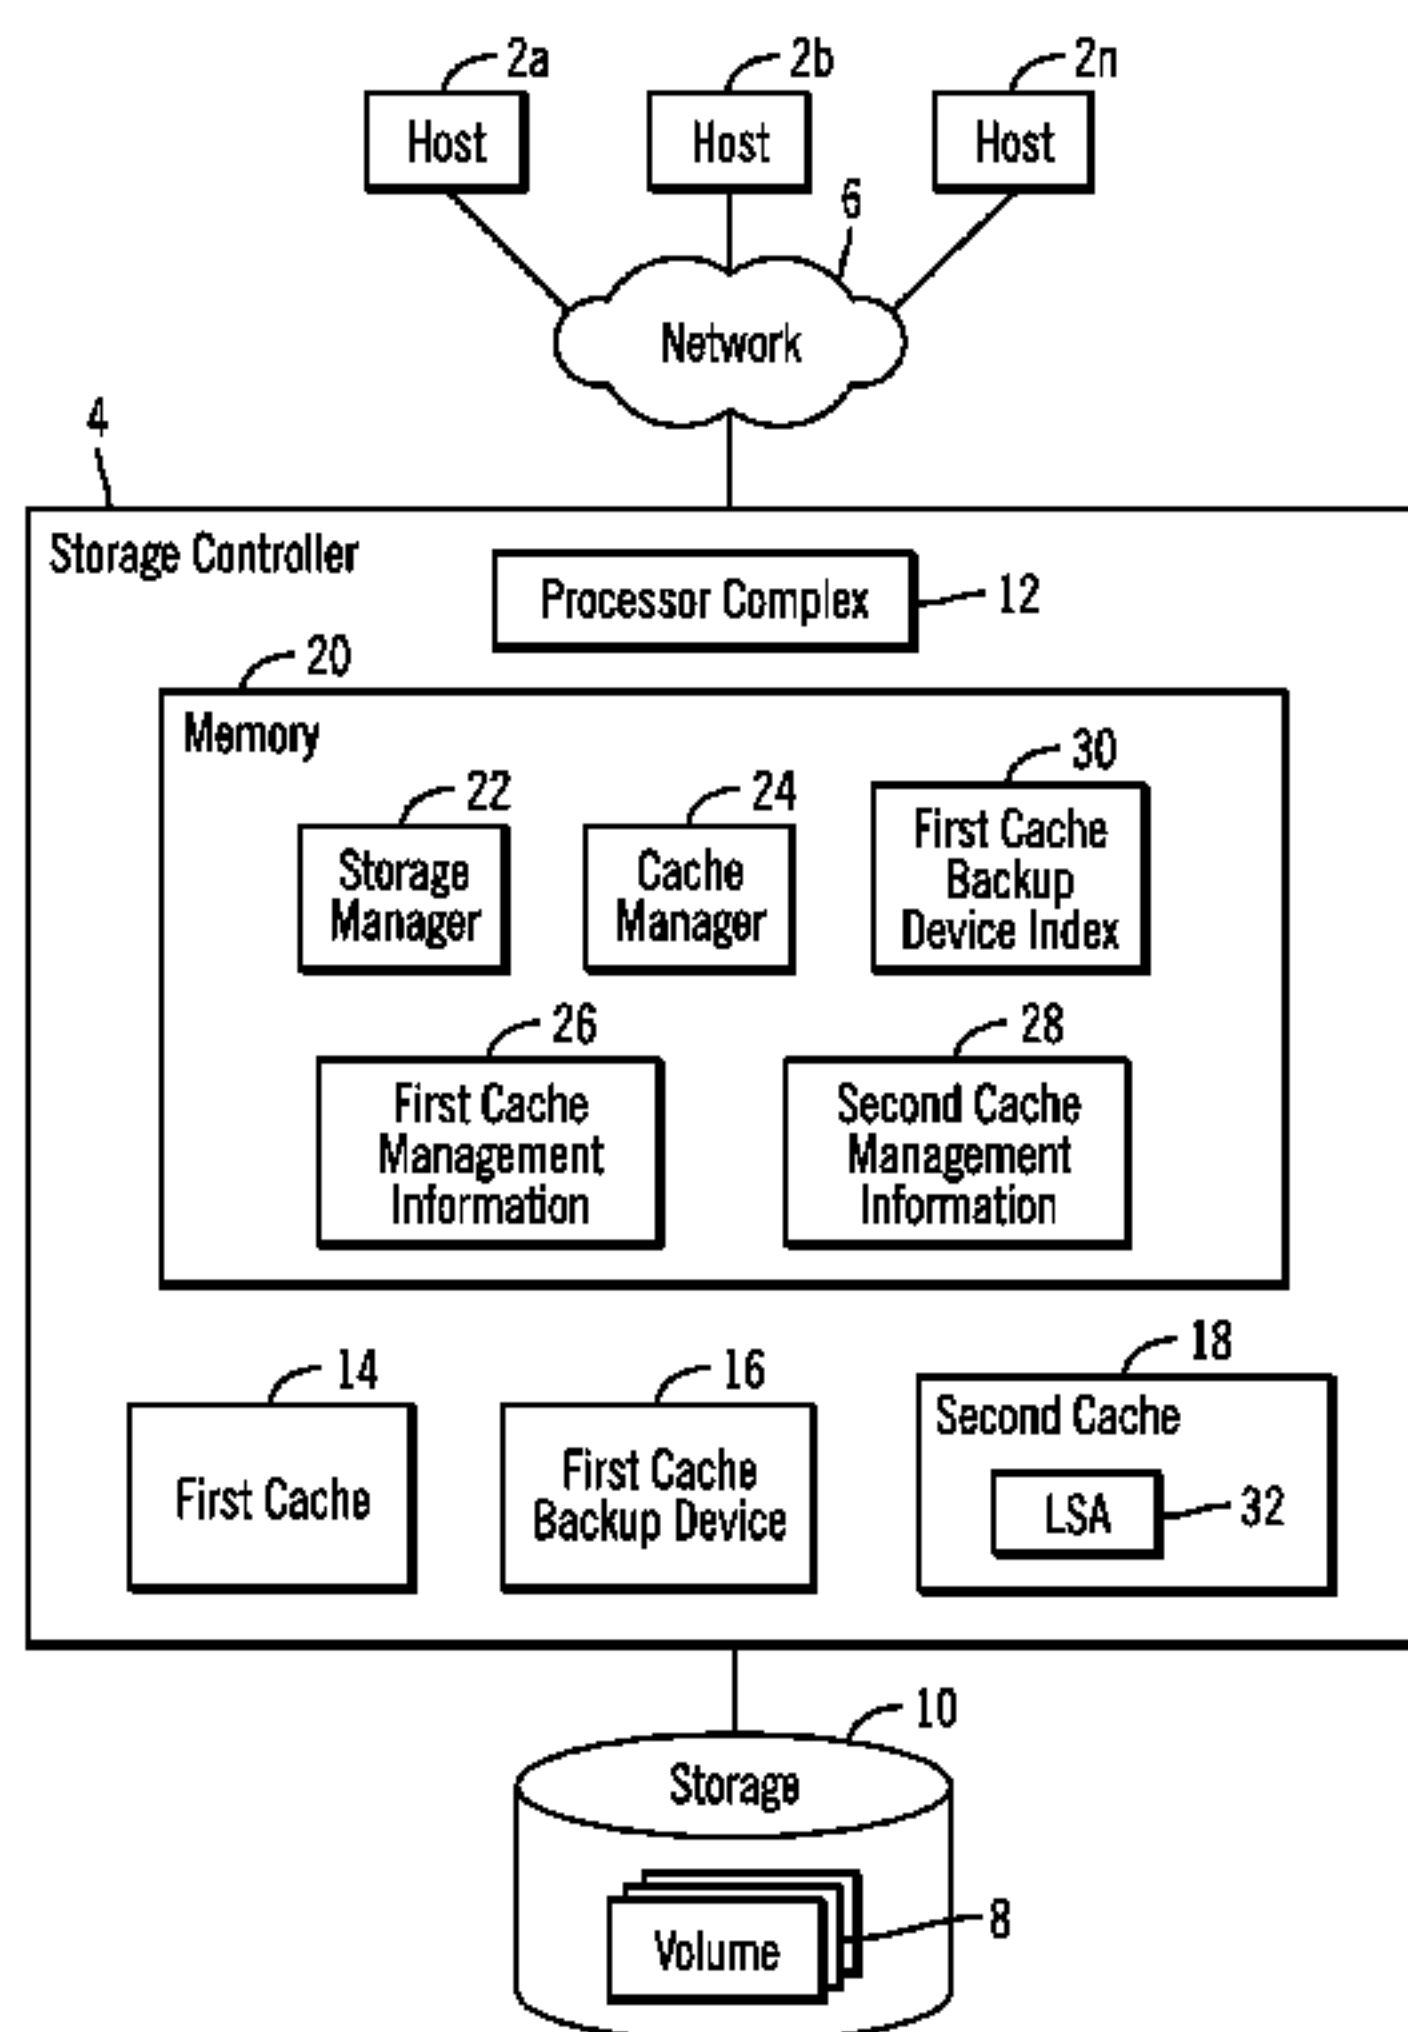 2a
2b
2n
Host
Host
Host
6
Network
4
Storage Controller
Processor Complex
12
20
Memory
22
24
30
Storage
Manager
Cache
Manager
First Cache
Backup
Device Index
26
28
First Cache
Management
Information
Second Cache
Management
Information
14
16
18
First Cache
First Cache
Backup Device
Second Cache
LSA
32
10
Storage
Volume
8